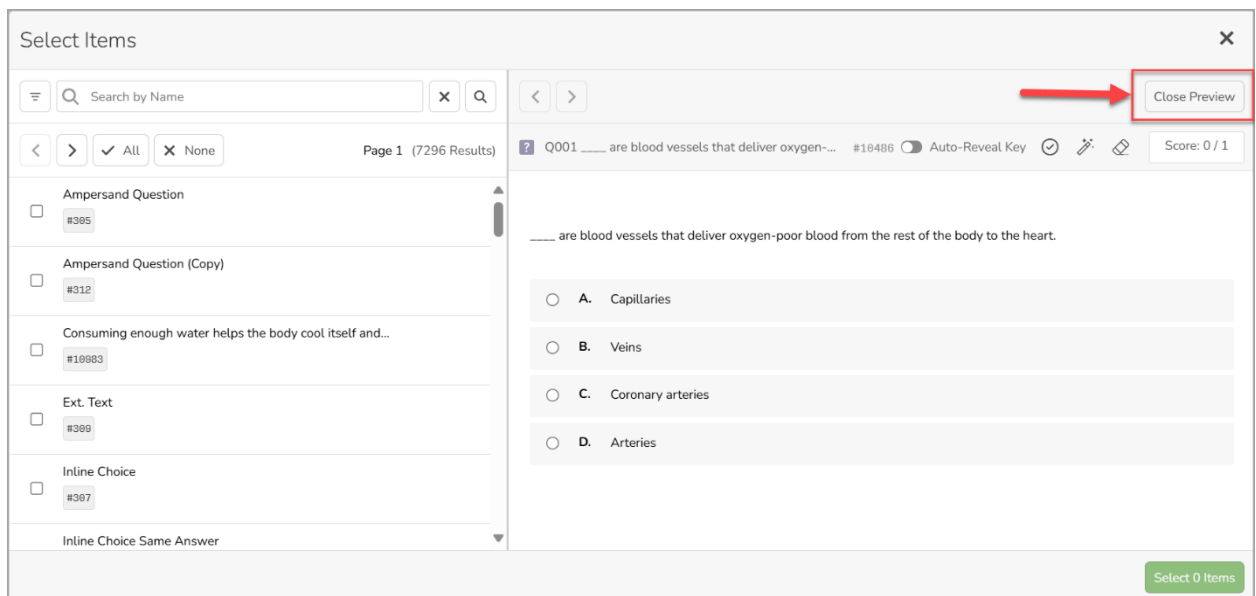 Select Items
Search by Name
Close Preview
All
None
Page 1 (7296 Results)
? Q001 ____ are blood vessels that deliver oxygen-... #10486 Auto-Reveal Key Score: 0 / 1
Ampersand Question
#305
Ampersand Question (Copy)
#312
Consuming enough water helps the body cool itself and...
#10983
Ext. Text
#309
Inline Choice
#307
Inline Choice Same Answer
____ are blood vessels that deliver oxygen-poor blood from the rest of the body to the heart.
A. Capillaries
B. Veins
C. Coronary arteries
D. Arteries
Select 0 Items